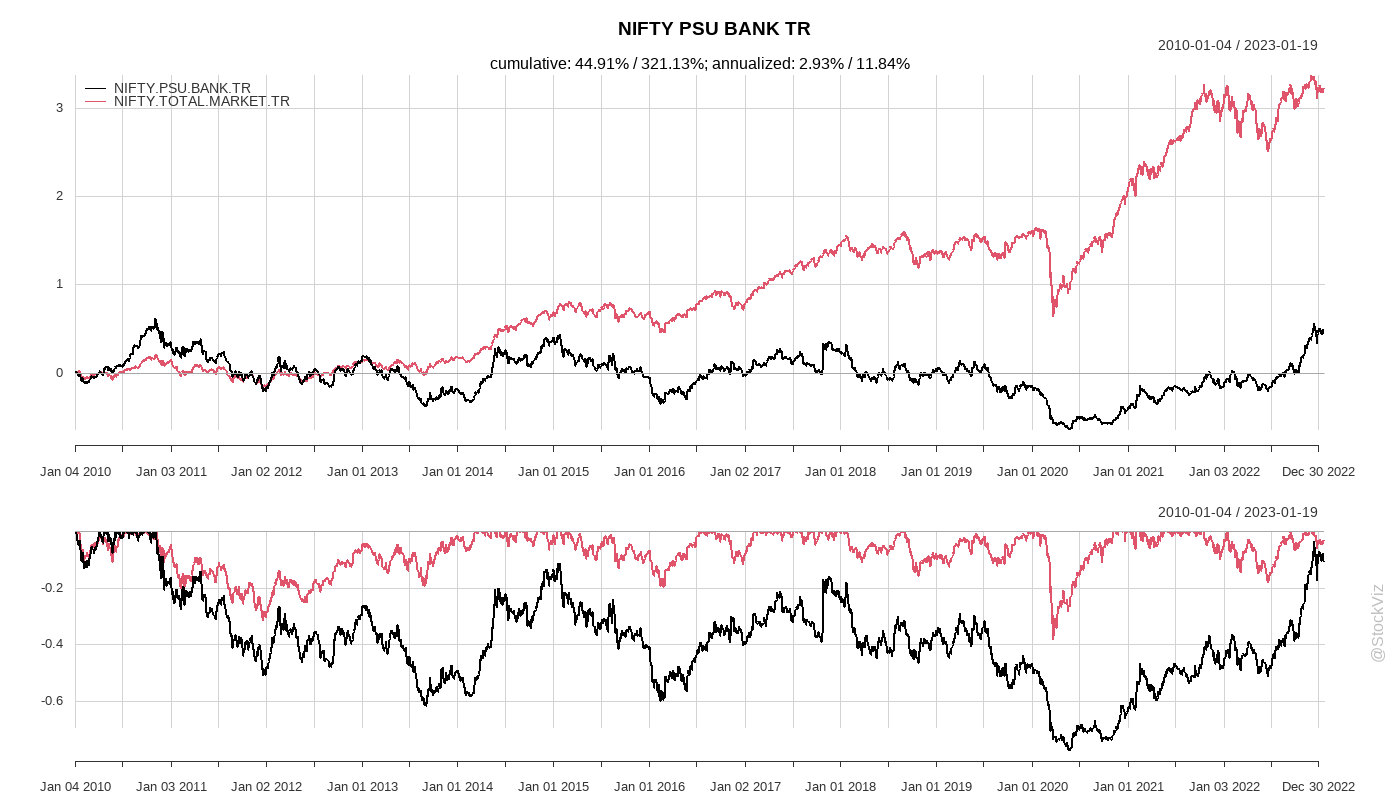 NIFTY PSU BANK TR
2010-01-04 / 2023-01-19
cumulative: 44.91% / 321.13%; annualized: 2.93% / 11.84%
NIFTY.PSU.BANK.TR
NIFTY.TOTAL.MARKET.TR
3
2
1
0
Jan 04 2010 Jan 03 2011 Jan 02 2012 Jan 01 2013 Jan 01 2014 Jan 01 2015 Jan 01 2016 Jan 02 2017 Jan 01 2018 Jan 01 2019 Jan 01 2020 Jan 01 2021 Jan 03 2022 Dec 30 2022
2010-01-04 / 2023-01-19
-0.2
-0.4
-0.6
Jan 04 2010 Jan 03 2011 Jan 02 2012 Jan 01 2013 Jan 01 2014 Jan 01 2015 Jan 01 2016 Jan 02 2017 Jan 01 2018 Jan 01 2019 Jan 01 2020 Jan 01 2021 Jan 03 2022 Dec 30 2022
@StockViz